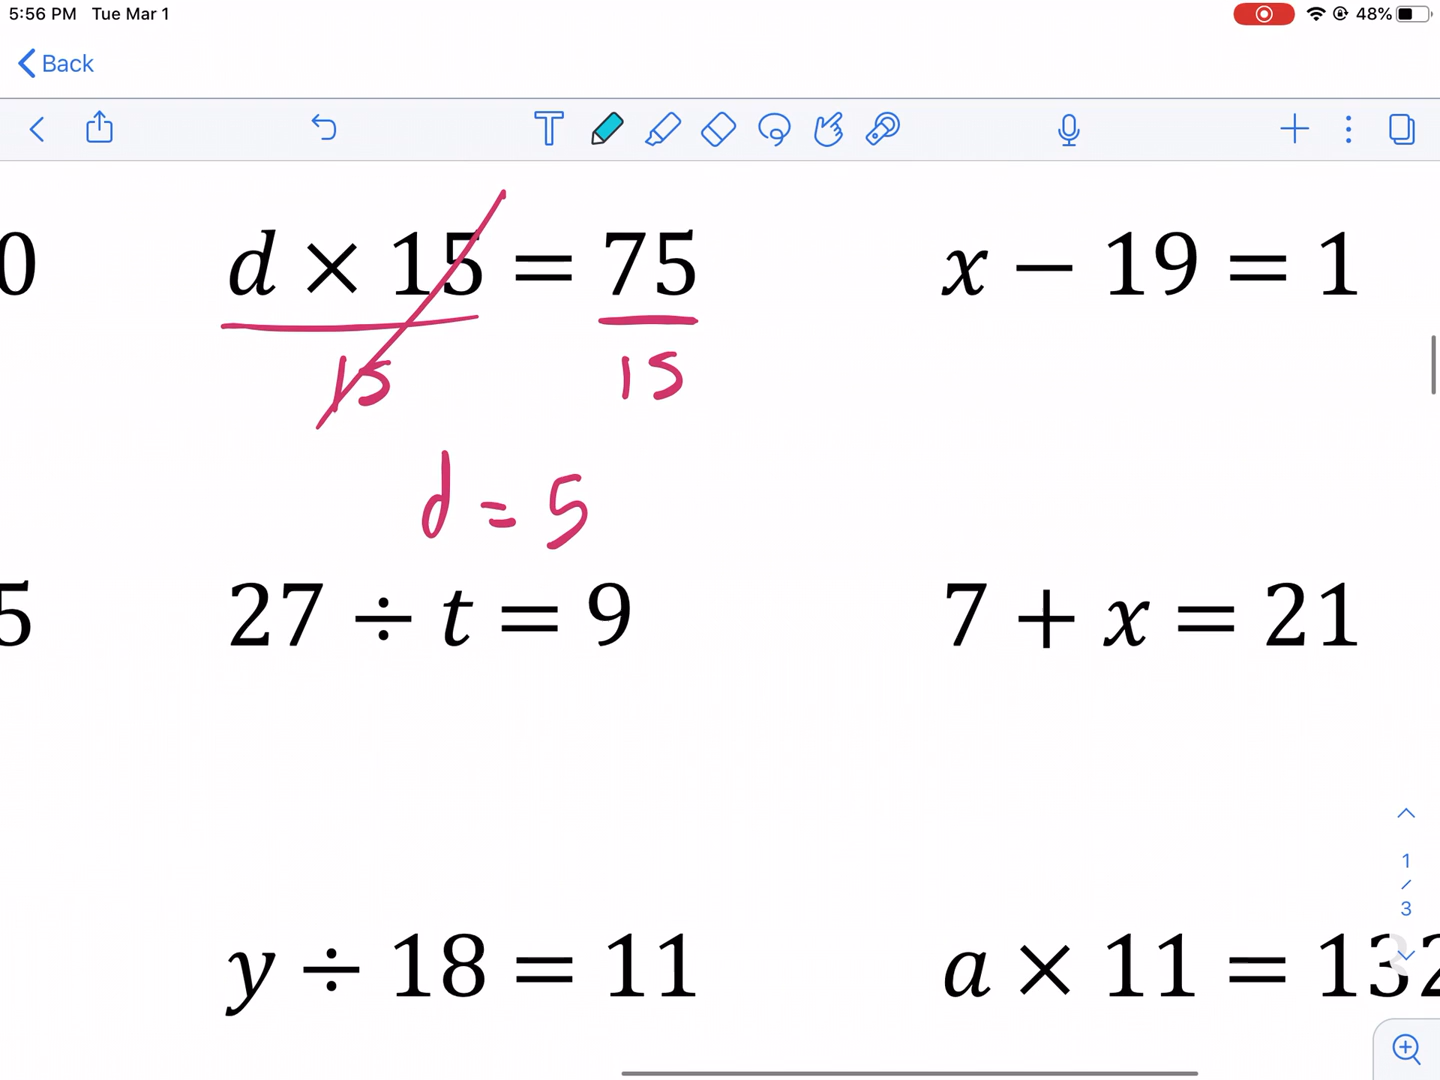 5:56 PM Tue Mar 1
48%
Back
T
0
d × 15 = 75
x − 19 = 1
15
15
d = 5
5
27 ÷ t = 9
7 + x = 21
1
/
3
y ÷ 18 = 11
a × 11 = 132